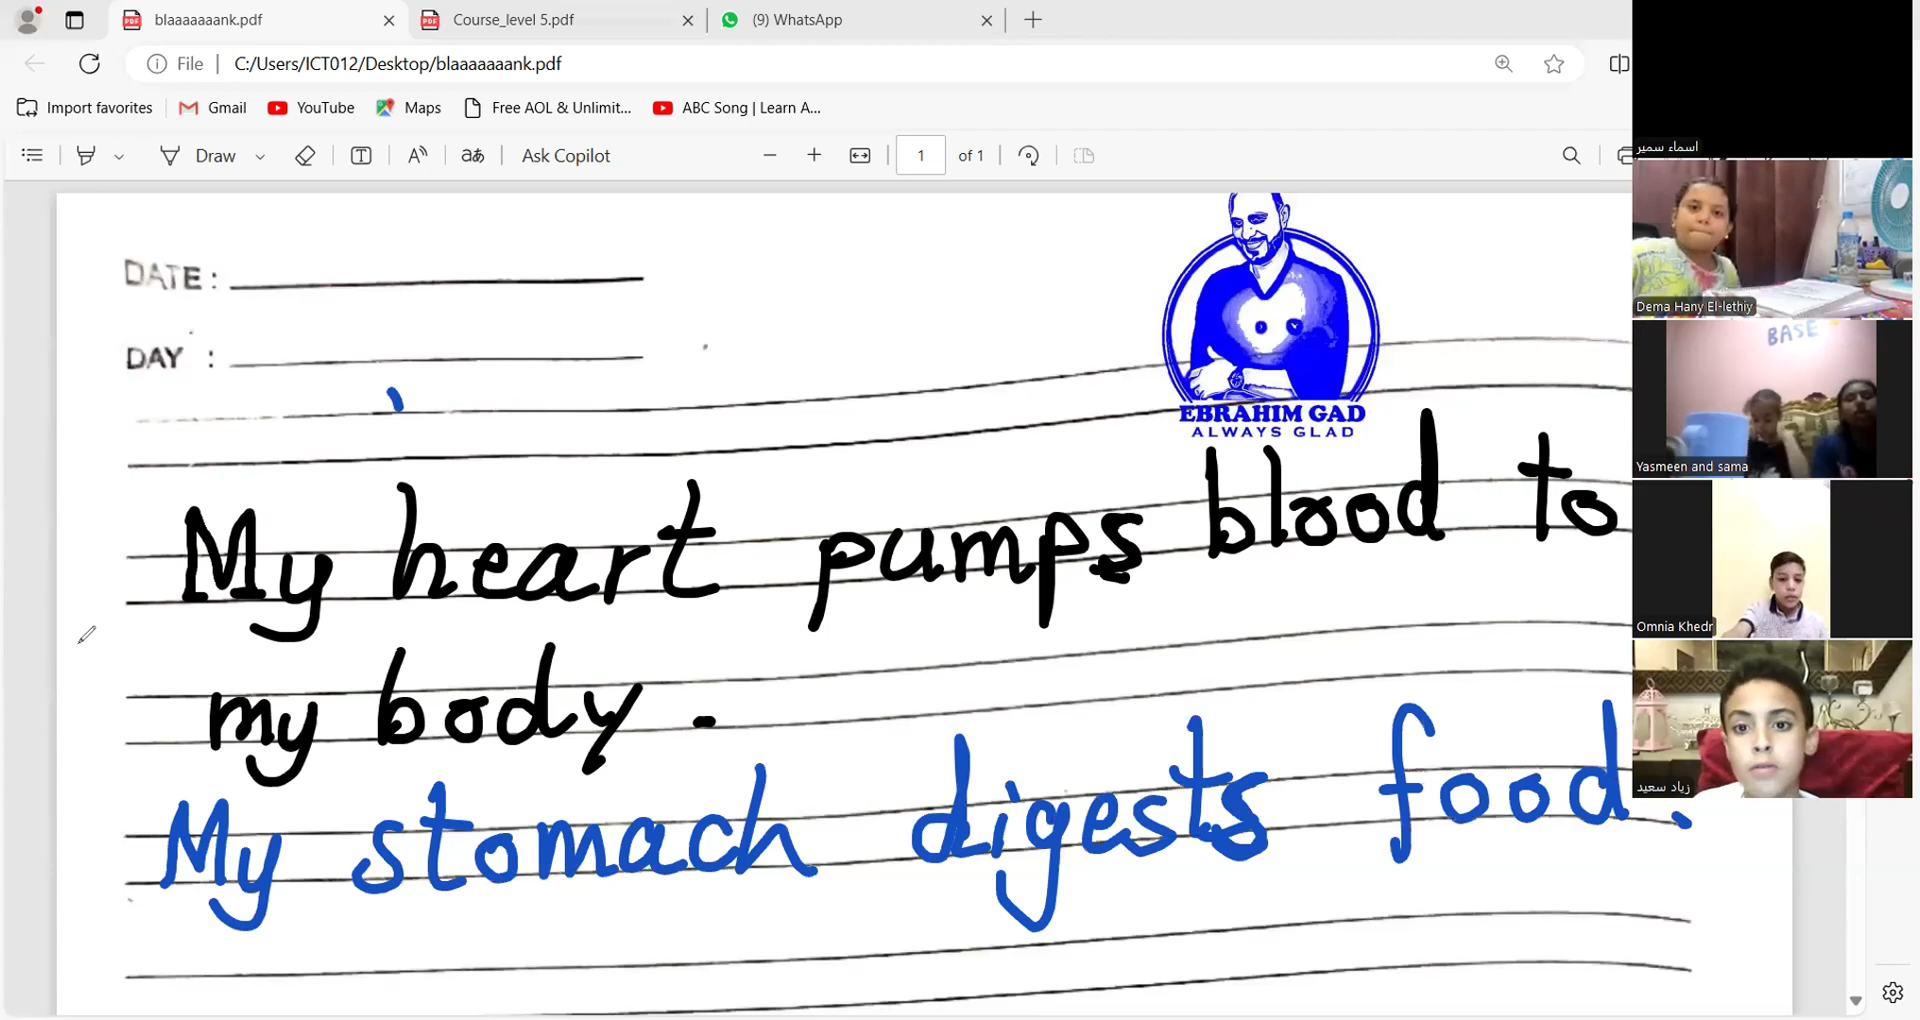 blaaaaaaank.pdf
Course_level 5.pdf
(9) WhatsApp
File
C:/Users/ICT012/Desktop/blaaaaaaank.pdf
Import favorites
Gmail
YouTube
Maps
Free AOL & Unlimit...
ABC Song | Learn A...
Draw
Ask Copilot
1
of 1
اسماء سمير
Dema Hany El-lethiy
BASE
Yasmeen and sama
Omnia Khedr
زياد سعيد
DATE :
DAY :
EBRAHIM GAD
ALWAYS GLAD
My heart pumps blood to
my body.
My stomach digests food.